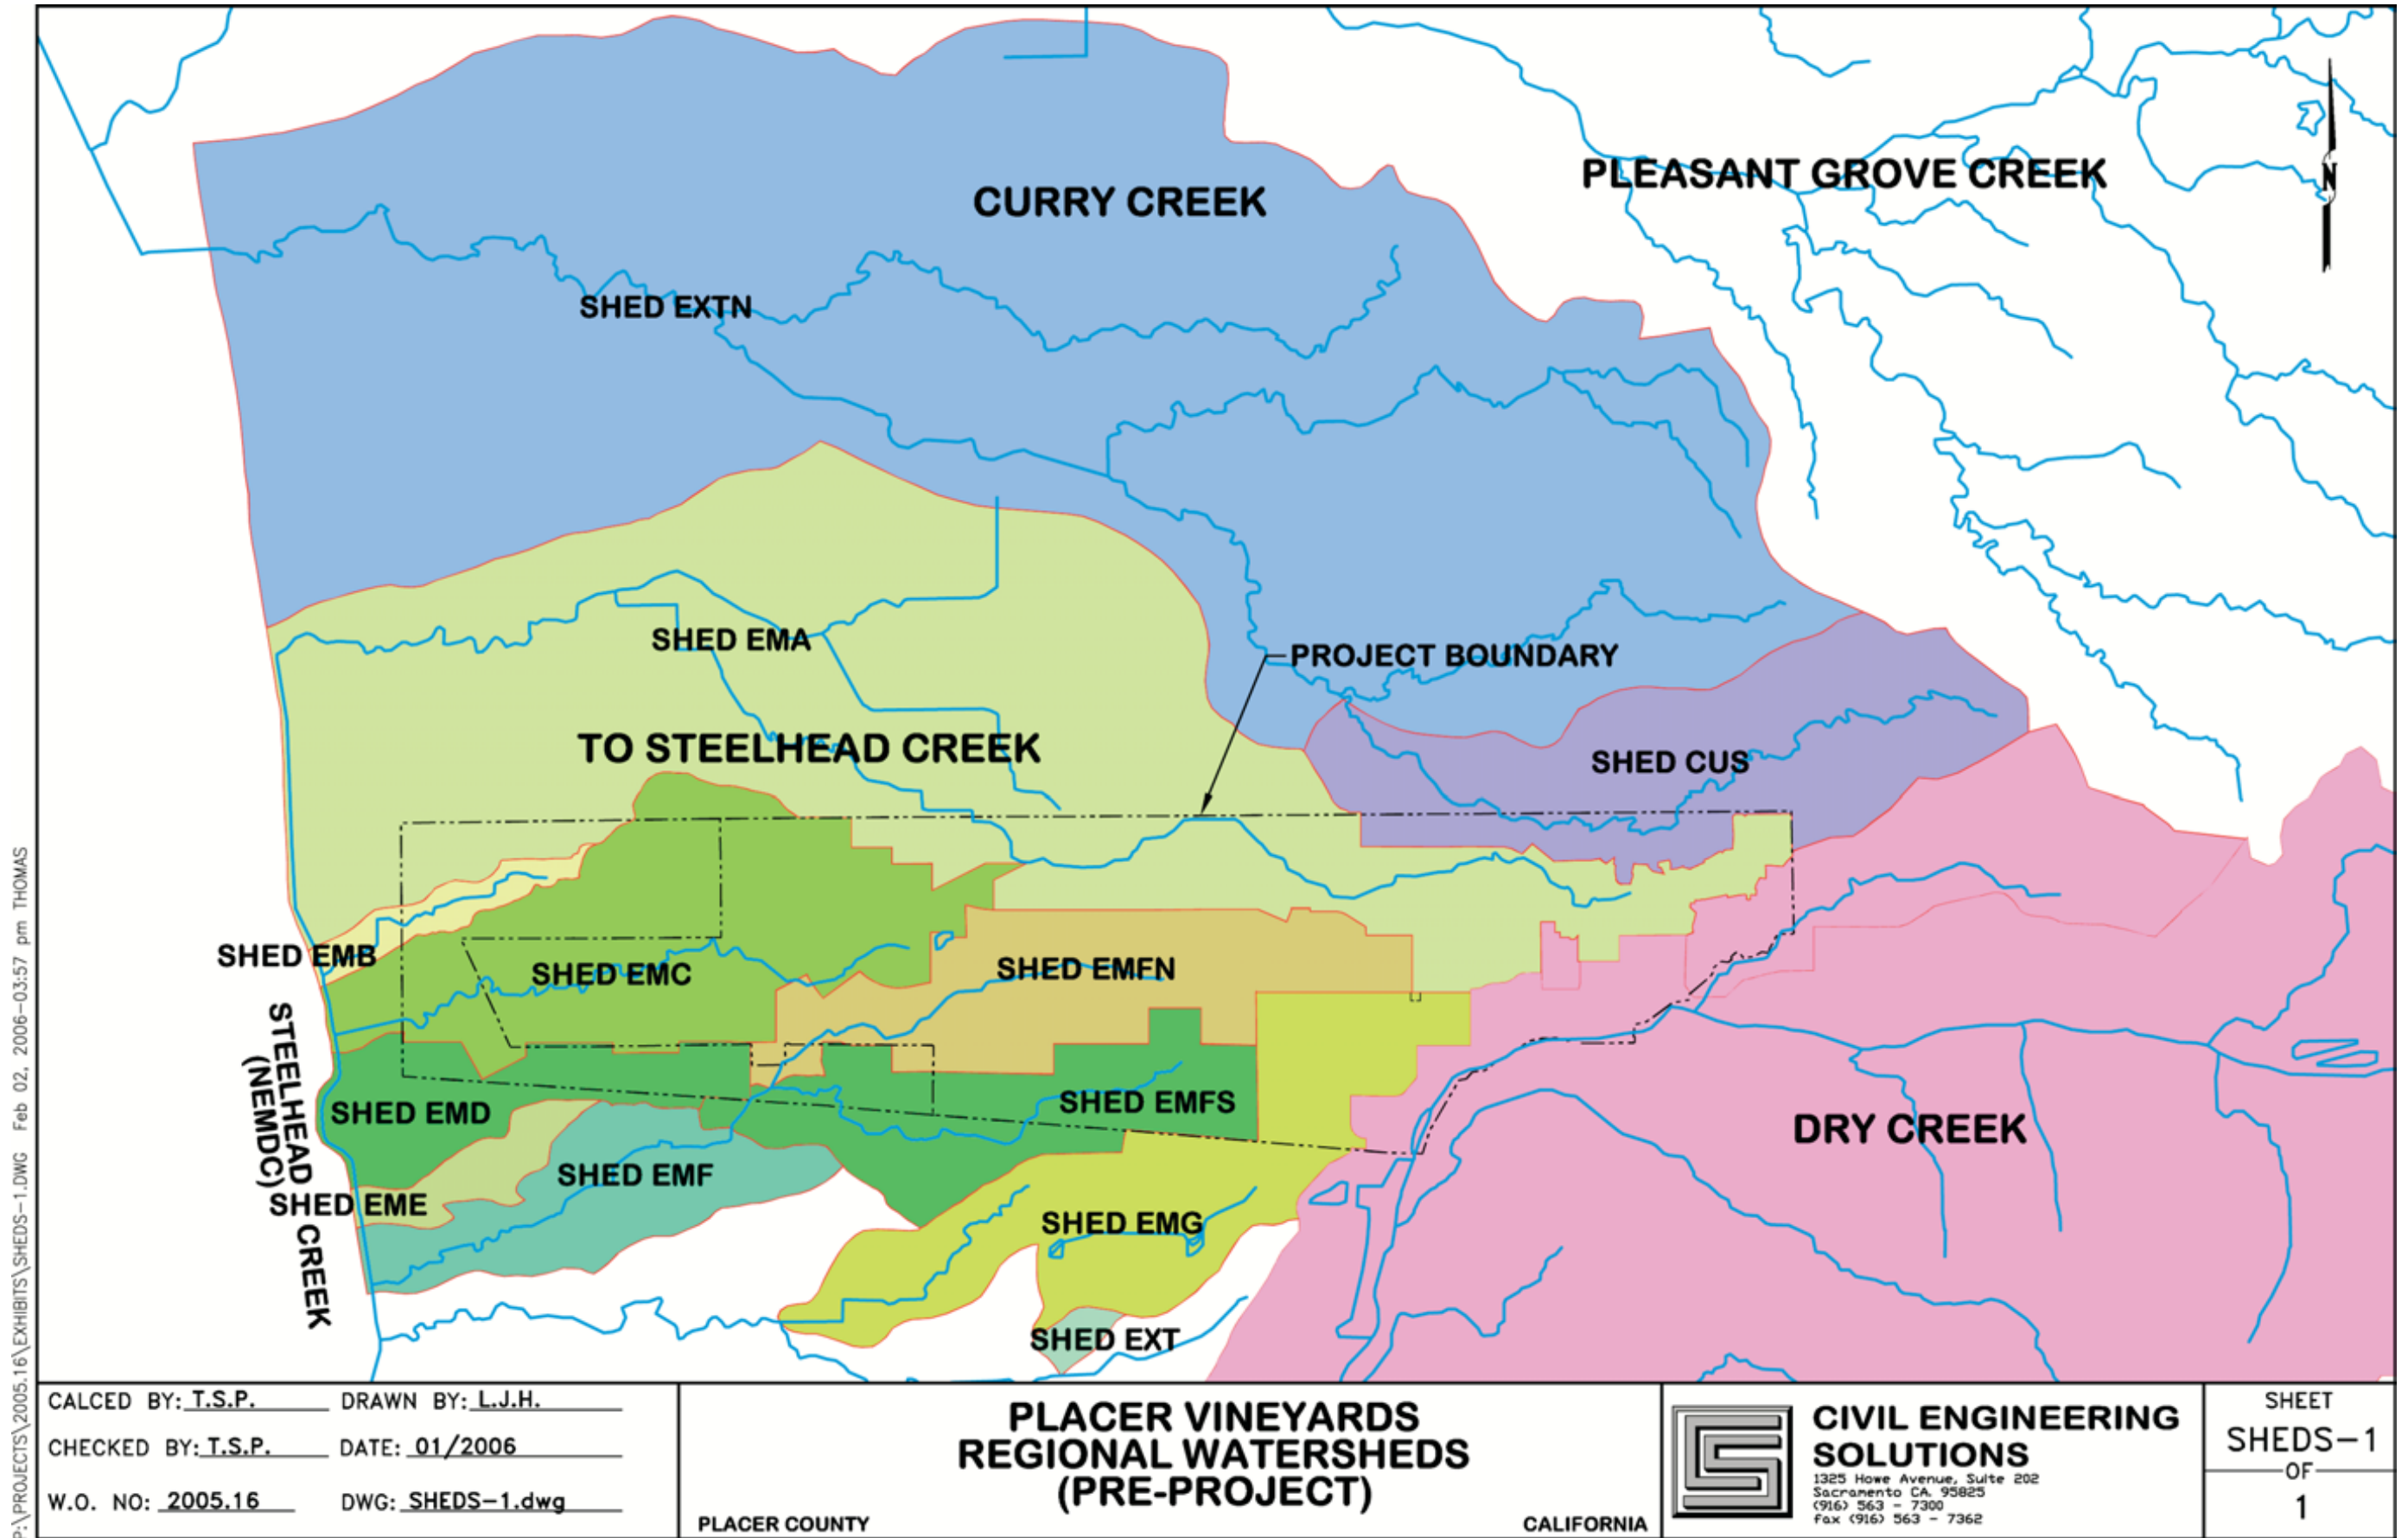 CURRY CREEK
PLEASANT GROVE CREEK
N
SHED EXTN
SHED EMA
PROJECT BOUNDARY
TO STEELHEAD CREEK
SHED CUS
SHED EMB
SHED EMC
SHED EMFN
STEELHEAD CREEK
(NEMDC)
SHED EMD
SHED EMFS
DRY CREEK
SHED EMF
SHED EME
SHED EMG
SHED EXT
P:\PROJECTS\2005.16\EXHIBITS\SHEDS-1.DWG Feb 02, 2006-03:57 pm THOMAS
CALCED BY: T.S.P. DRAWN BY: L.J.H.
CHECKED BY: T.S.P. DATE: 01/2006
W.O. NO: 2005.16 DWG: SHEDS-1.dwg
PLACER VINEYARDS
REGIONAL WATERSHEDS
(PRE-PROJECT)
PLACER COUNTY CALIFORNIA
CIVIL ENGINEERING
SOLUTIONS
1325 Howe Avenue, Suite 202
Sacramento CA. 95825
(916) 563 - 7300
fax (916) 563 - 7362
SHEET
SHEDS-1
OF
1